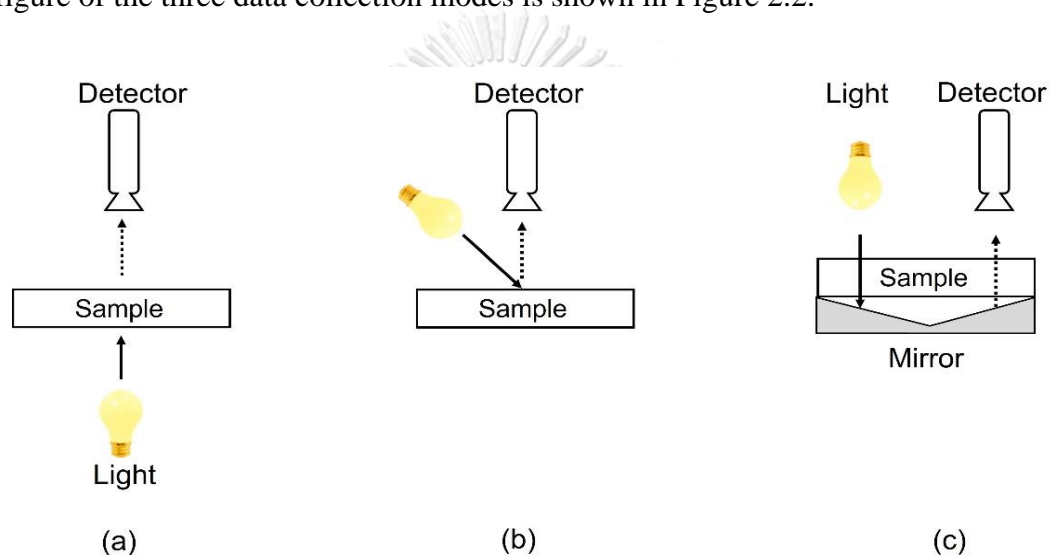 figure of the three data collection modes is shown in Figure 2.2.
Detector
Detector
Light
Detector
Sample
Sample
Sample
Mirror
Light
(a)
(b)
(c)